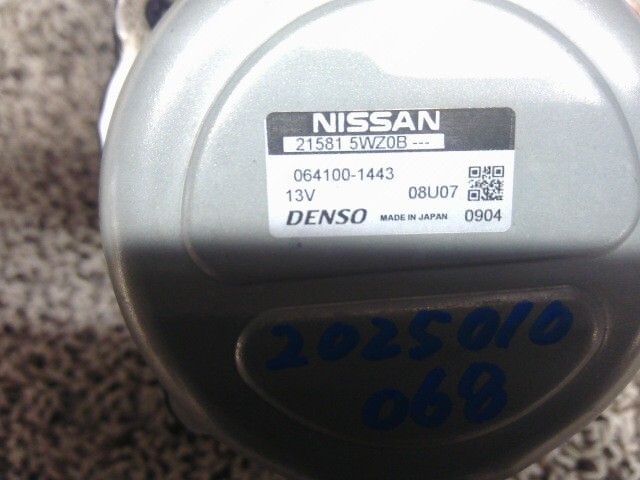 NISSAN
21581 5WZ0B ---
064100-1443
13V 08U07
DENSO MADE IN JAPAN 0904
2025010
068